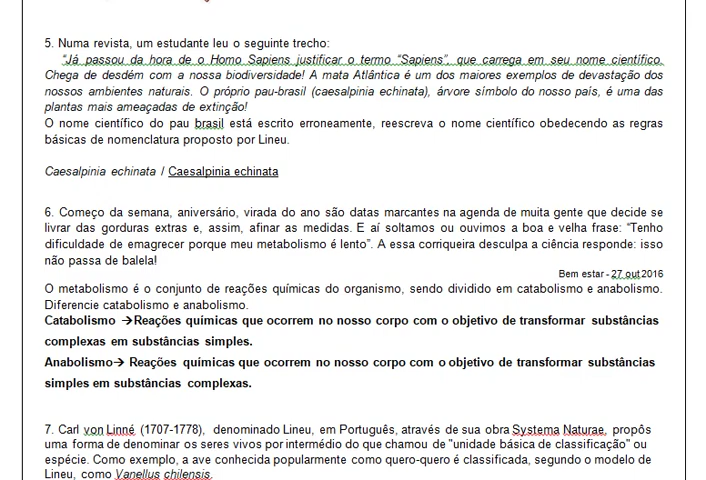 5. Numa revista, um estudante leu o seguinte trecho:
“Já passou da hora de o Homo Sapiens justificar o termo “Sapiens”, que carrega em seu nome científico.
Chega de desdém com a nossa biodiversidade! A mata Atlântica é um dos maiores exemplos de devastação dos
nossos ambientes naturais. O próprio pau-brasil (caesalpinia echinata), árvore símbolo do nosso país, é uma das
plantas mais ameaçadas de extinção!
O nome científico do pau brasil está escrito erroneamente, reescreva o nome científico obedecendo as regras
básicas de nomenclatura proposto por Lineu.
Caesalpinia echinata / Caesalpinia echinata
6. Começo da semana, aniversário, virada do ano são datas marcantes na agenda de muita gente que decide se
livrar das gorduras extras e, assim, afinar as medidas. E aí soltamos ou ouvimos a boa e velha frase: “Tenho
dificuldade de emagrecer porque meu metabolismo é lento”. A essa corriqueira desculpa a ciência responde: isso
não passa de balela!
Bem estar - 27.out2016
O metabolismo é o conjunto de reações químicas do organismo, sendo dividido em catabolismo e anabolismo.
Diferencie catabolismo e anabolismo.
Catabolismo →Reações químicas que ocorrem no nosso corpo com o objetivo de transformar substâncias
complexas em substâncias simples.
Anabolismo→ Reações químicas que ocorrem no nosso corpo com o objetivo de transformar substâncias
simples em substâncias complexas.
7. Carl von Linné (1707-1778), denominado Lineu, em Português, através de sua obra Systema Naturae, propôs
uma forma de denominar os seres vivos por intermédio do que chamou de "unidade básica de classificação" ou
espécie. Como exemplo, a ave conhecida popularmente como quero-quero é classificada, segundo o modelo de
Lineu, como Vanellus chilensis.